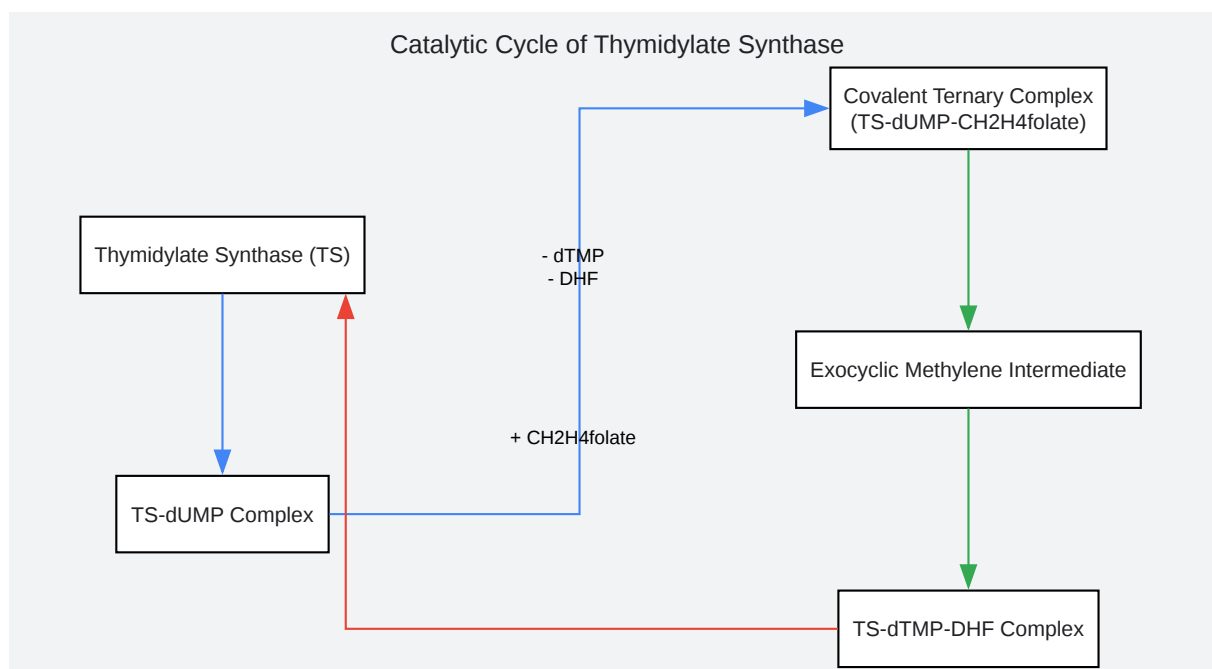 Catalytic Cycle of Thymidylate Synthase
Covalent Ternary Complex
(TS-dUMP-CH2H4folate)
Thymidylate Synthase (TS)
- dTMP
- DHF
Exocyclic Methylene Intermediate
+ CH2H4folate
TS-dUMP Complex
TS-dTMP-DHF Complex